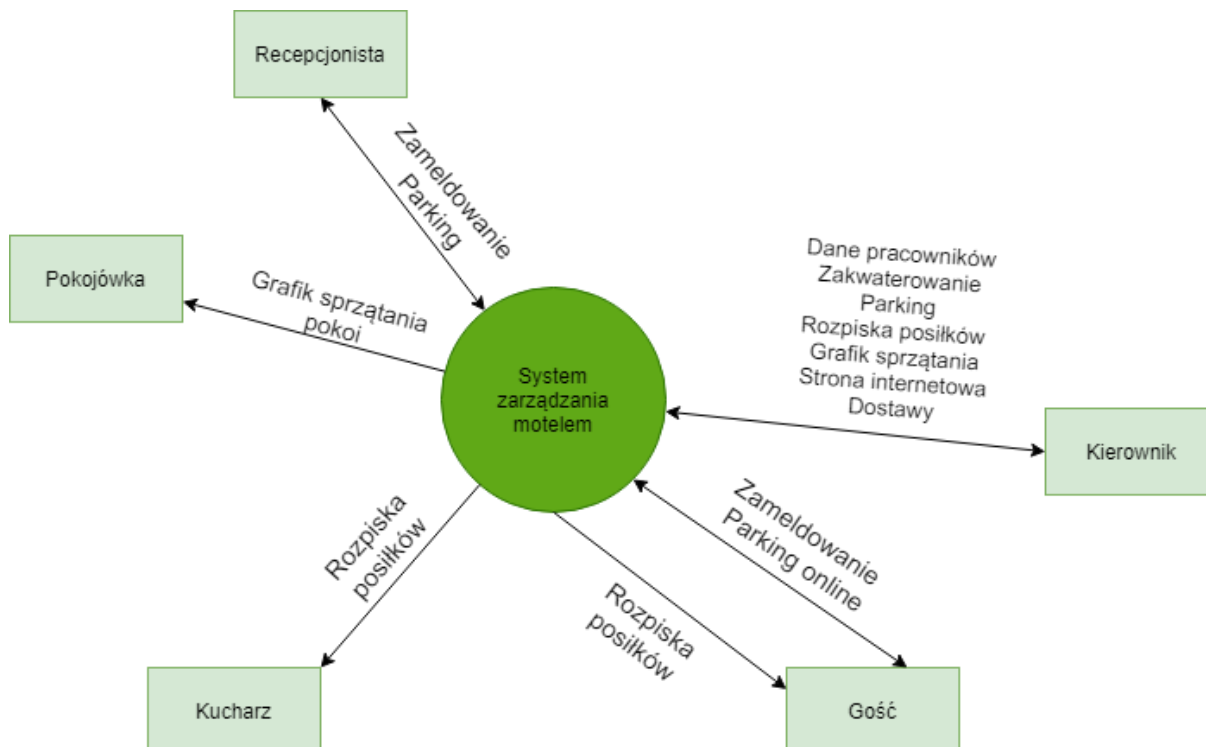 Recepcjonista
Zameldowanie
Parking
Pokojówka
Grafik sprzątania
pokoi
Dane pracowników
Zakwaterowanie
Parking
Rozpiska posiłków
Grafik sprzątania
Strona internetowa
Dostawy
System
zarządzania
motelem
Kierownik
Rozpiska
posiłków
Zameldowanie
Parking online
Rozpiska
posiłków
Kucharz
Gość